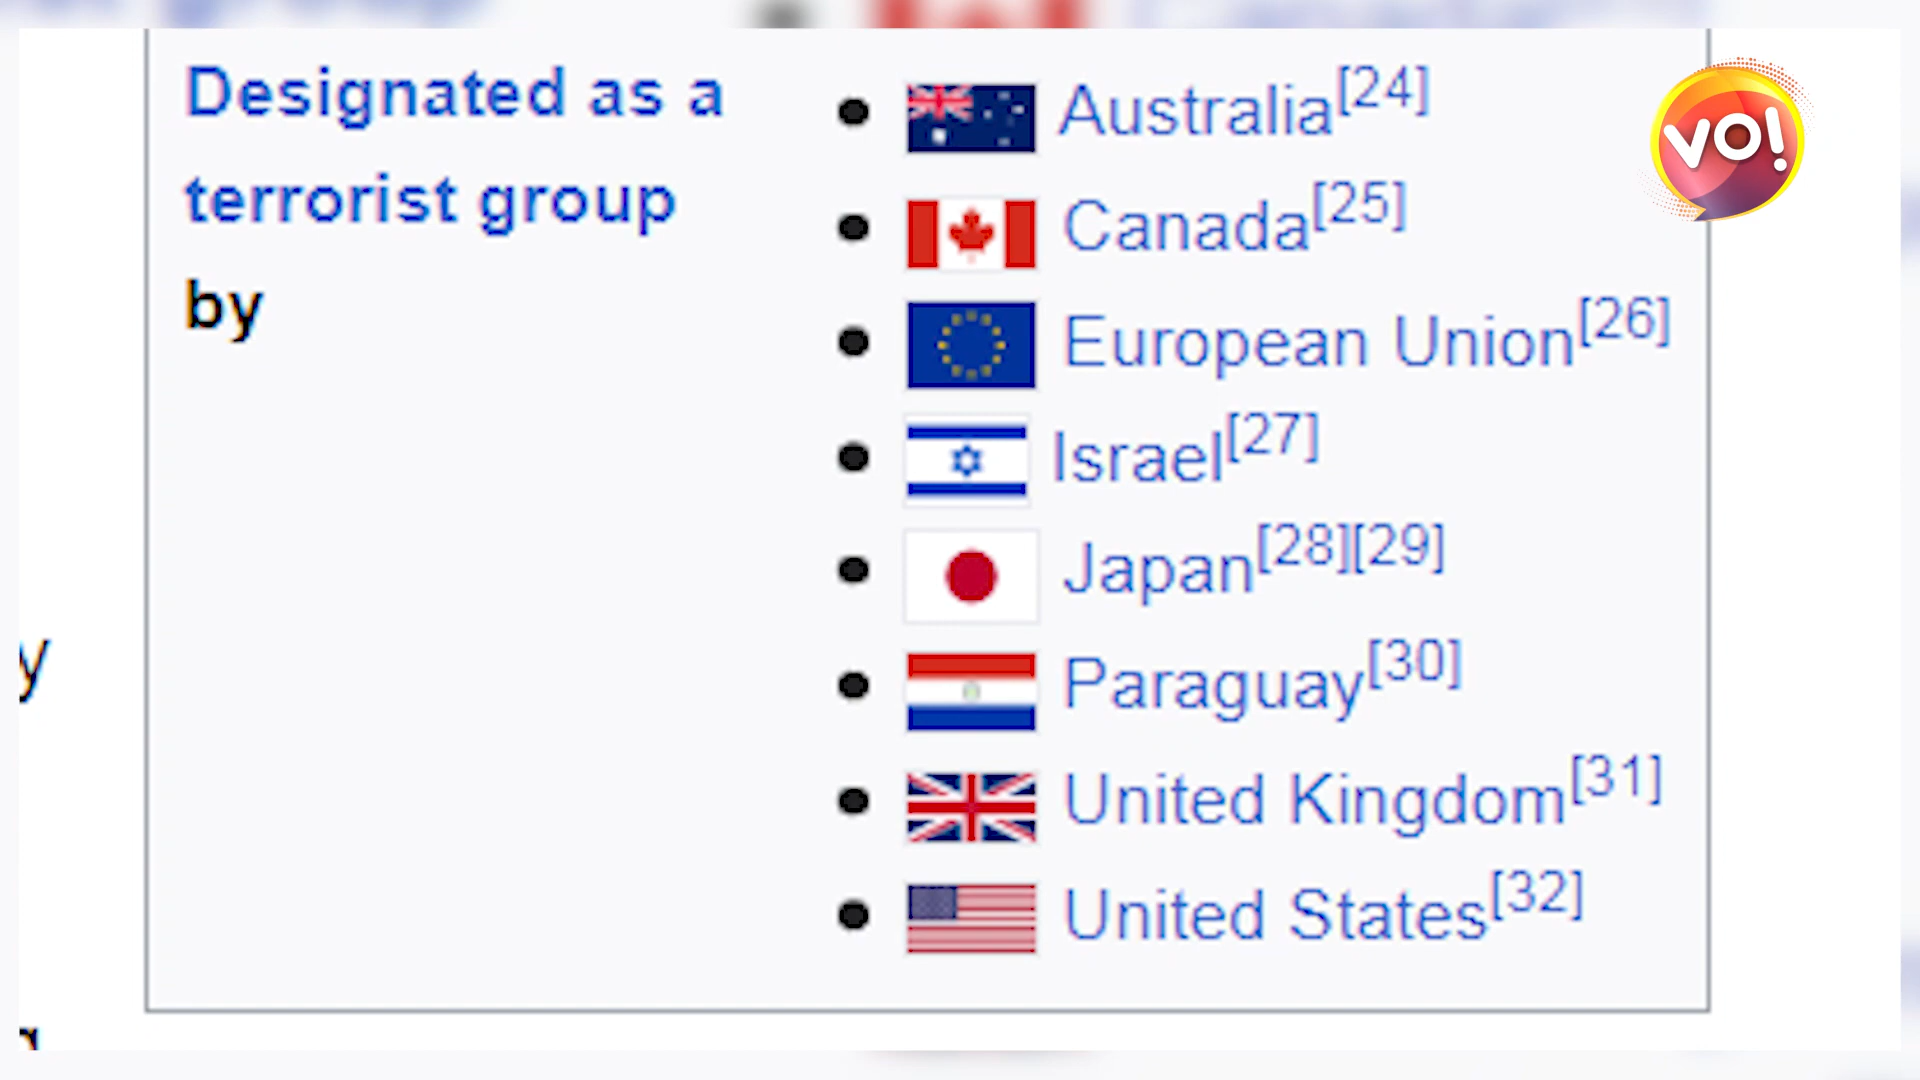 Designated as a
terrorist group
by
Australia[24]
Canada[25]
European Union[26]
Israel[27]
Japan[28][29]
Paraguay[30]
United Kingdom[31]
United States[32]
VO!
y